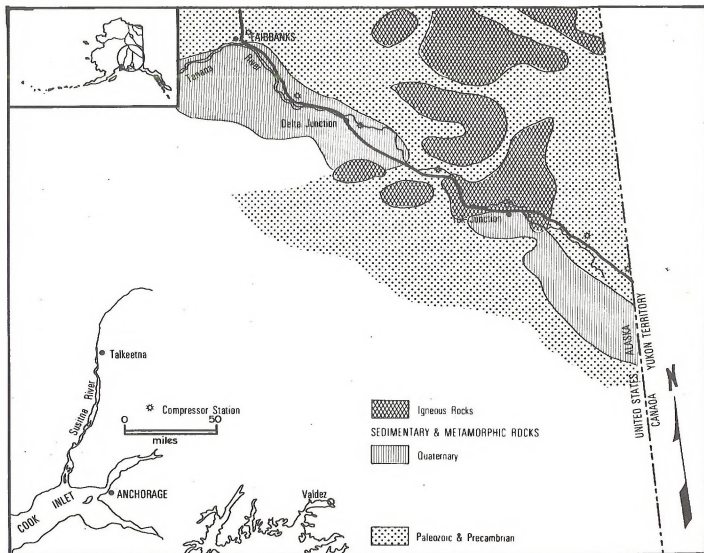 FAIBBANKS
Tanana
River
Delta Junction
Junction
UNITED STATES ALASKA
CANADA YUKON TERRITORY
N
Talkeetna
Susitna River
Compressor Station
0 50
miles
COOK INLET
ANCHORAGE
Valdez
Igneous Rocks
SEDIMENTARY & METAMORPHIC ROCKS
Quaternary
Paleozoic & Precambrian